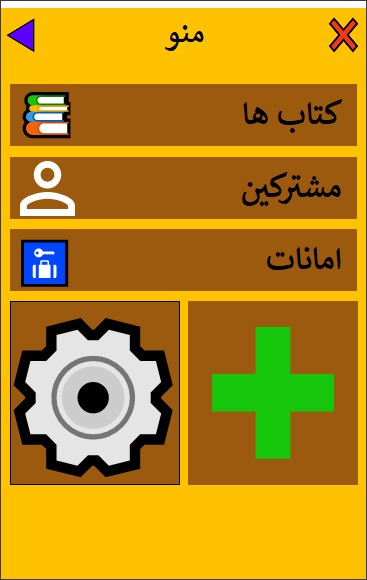 منو
کتاب ها
مشترکین
امانات